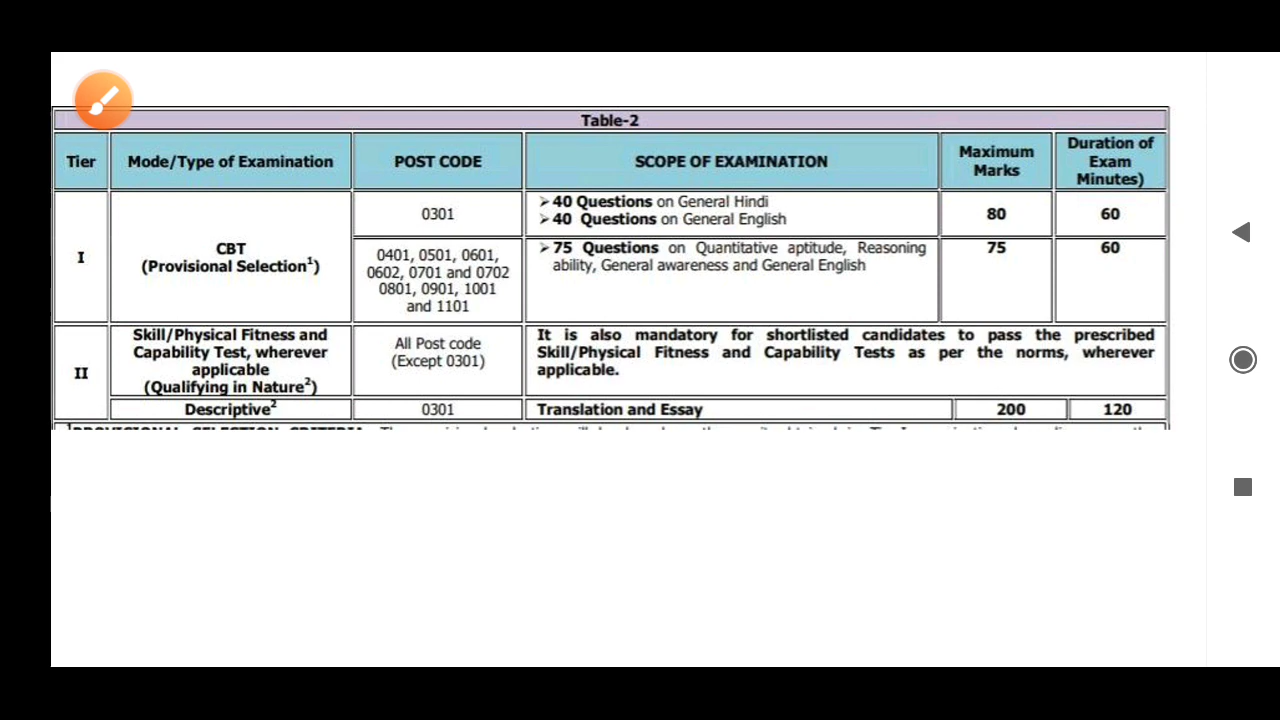 Table-2
Tier
Mode/Type of Examination
POST CODE
SCOPE OF EXAMINATION
Maximum
Marks
Duration of
Exam
Minutes)
I
CBT
(Provisional Selection¹)
0301
➢ 40 Questions on General Hindi
➢ 40 Questions on General English
80
60
0401, 0501, 0601,
0602, 0701 and 0702
0801, 0901, 1001
and 1101
➢ 75 Questions on Quantitative aptitude, Reasoning
ability, General awareness and General English
75
60
II
Skill/Physical Fitness and
Capability Test, wherever
applicable
(Qualifying in Nature²)
All Post code
(Except 0301)
It is also mandatory for shortlisted candidates to pass the prescribed
Skill/Physical Fitness and Capability Tests as per the norms, wherever
applicable.
Descriptive²
0301
Translation and Essay
200
120